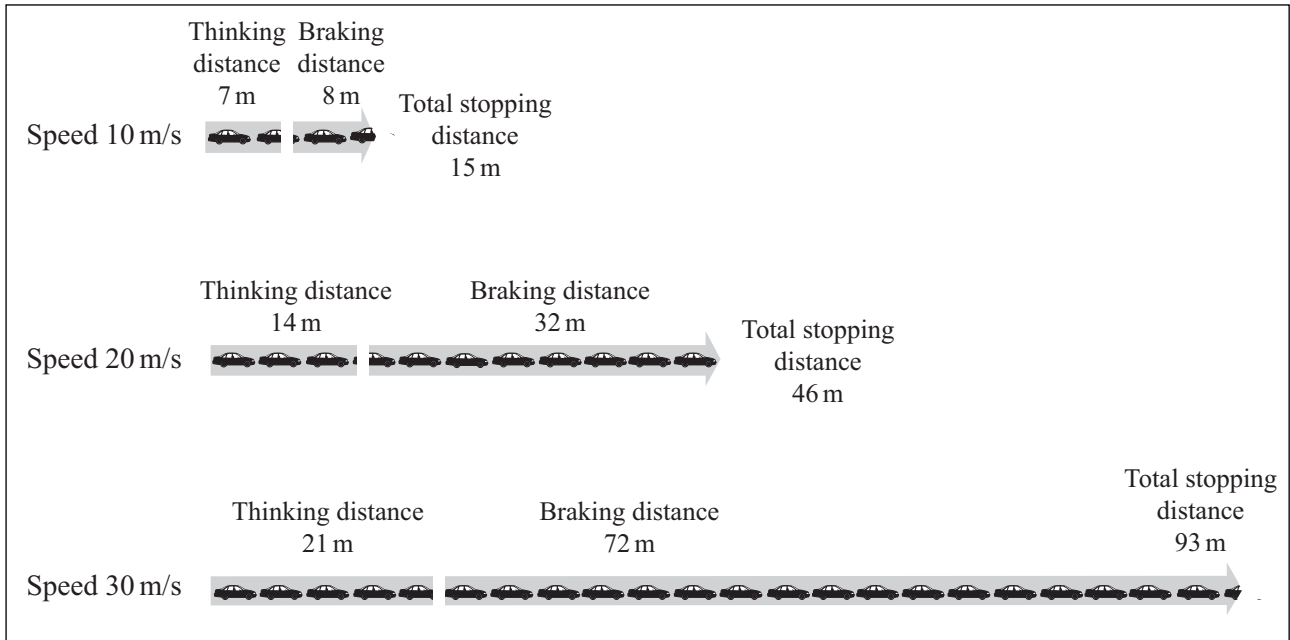 Thinking Braking
distance distance
7 m 8 m
Total stopping
distance
15 m
Speed 10 m/s
Thinking distance
14 m
Braking distance
32 m
Total stopping
distance
46 m
Speed 20 m/s
Thinking distance
21 m
Braking distance
72 m
Total stopping
distance
93 m
Speed 30 m/s